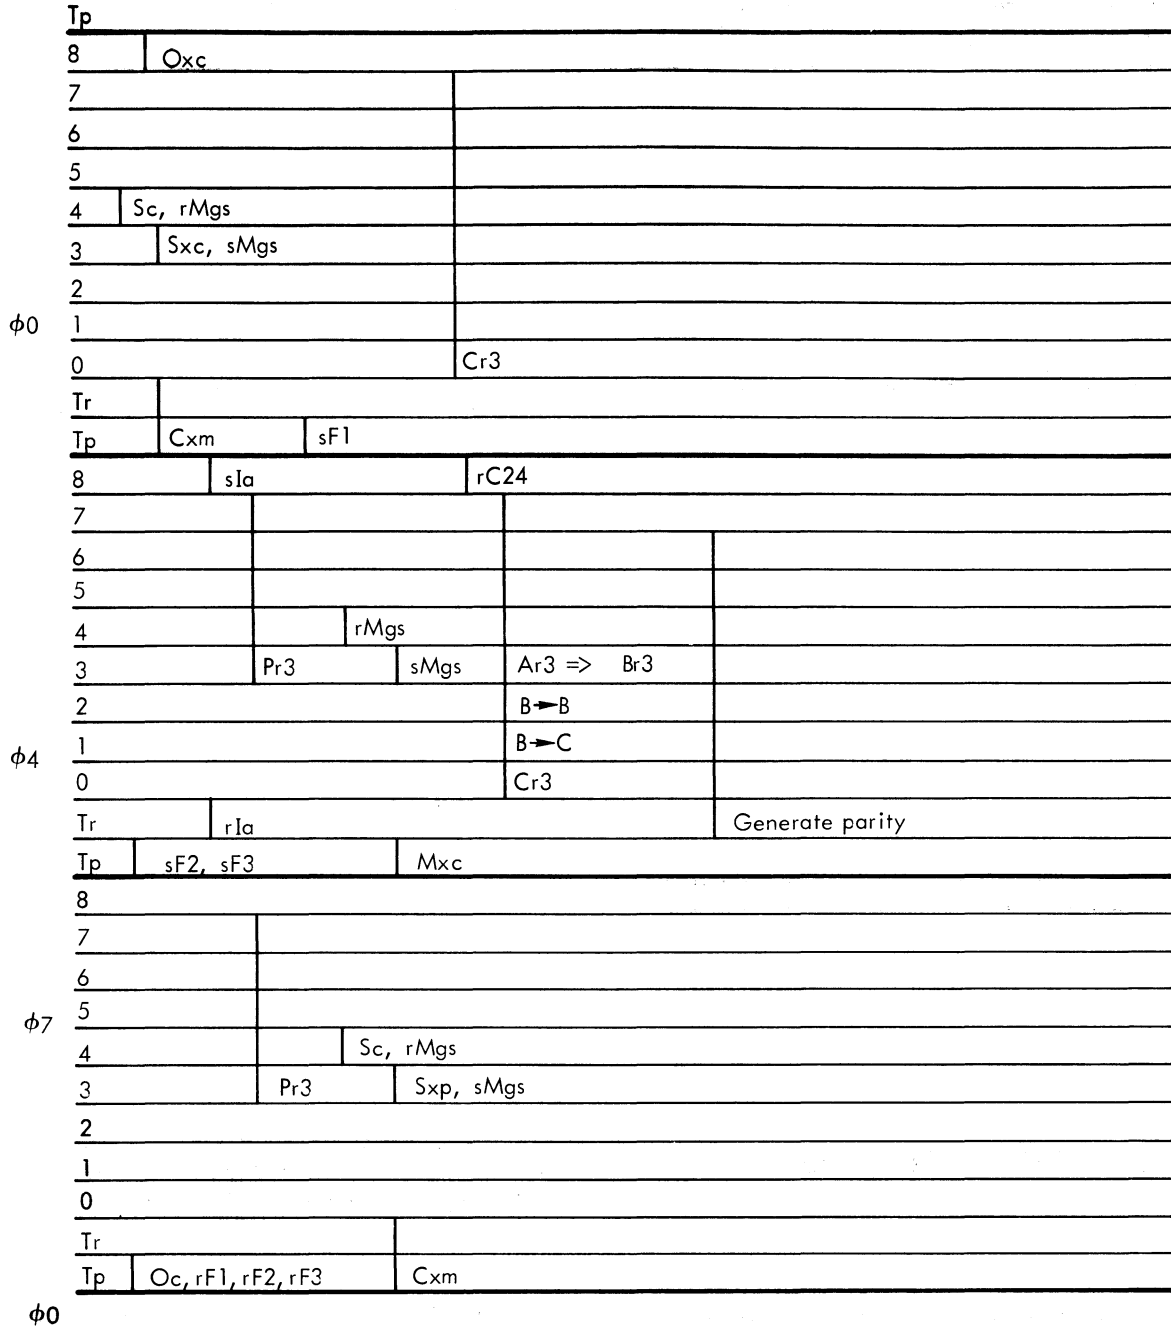 Tp
8 Oxc
7
6
5
4 Sc, rMgs
3 Sxc, sMgs
2
φ0 1
0 Cr3
Tr
Tp Cxm sF1
8 sIa rC24
7
6
5
4 rMgs
3 Pr3 sMgs Ar3 => Br3
2 B→B
φ4 1 B→C
0 Cr3
Tr rIa Generate parity
Tp sF2, sF3 Mxc
8
7
6
φ7 5
4 Sc, rMgs
3 Pr3 Sxp, sMgs
2
1
0
Tr
Tp Oc, rF1, rF2, rF3 Cxm
φ0